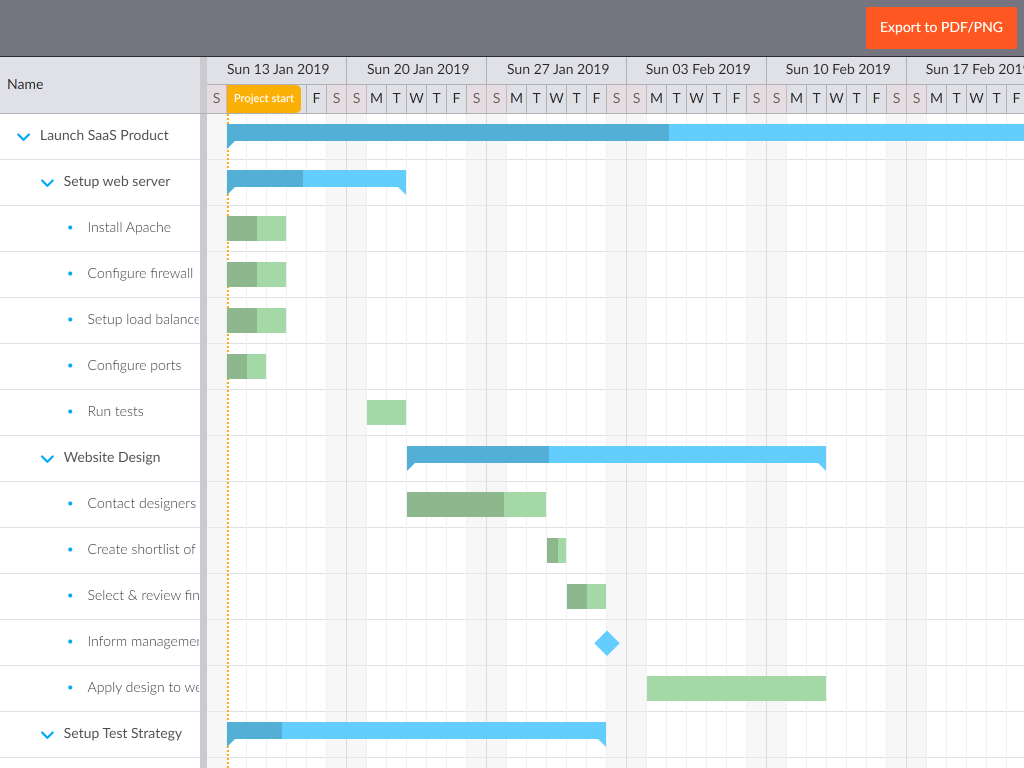 Export to PDF/PNG
Name
Sun 13 Jan 2019 Sun 20 Jan 2019 Sun 27 Jan 2019 Sun 03 Feb 2019 Sun 10 Feb 2019 Sun 17 Feb 2019
S Project start F S S M T W T F S S M T W T F S S M T W T F S S M T W T F S S M T W T F
Launch SaaS Product
Setup web server
Install Apache
Configure firewall
Setup load balance
Configure ports
Run tests
Website Design
Contact designers
Create shortlist of
Select & review fin
Inform managemen
Apply design to we
Setup Test Strategy